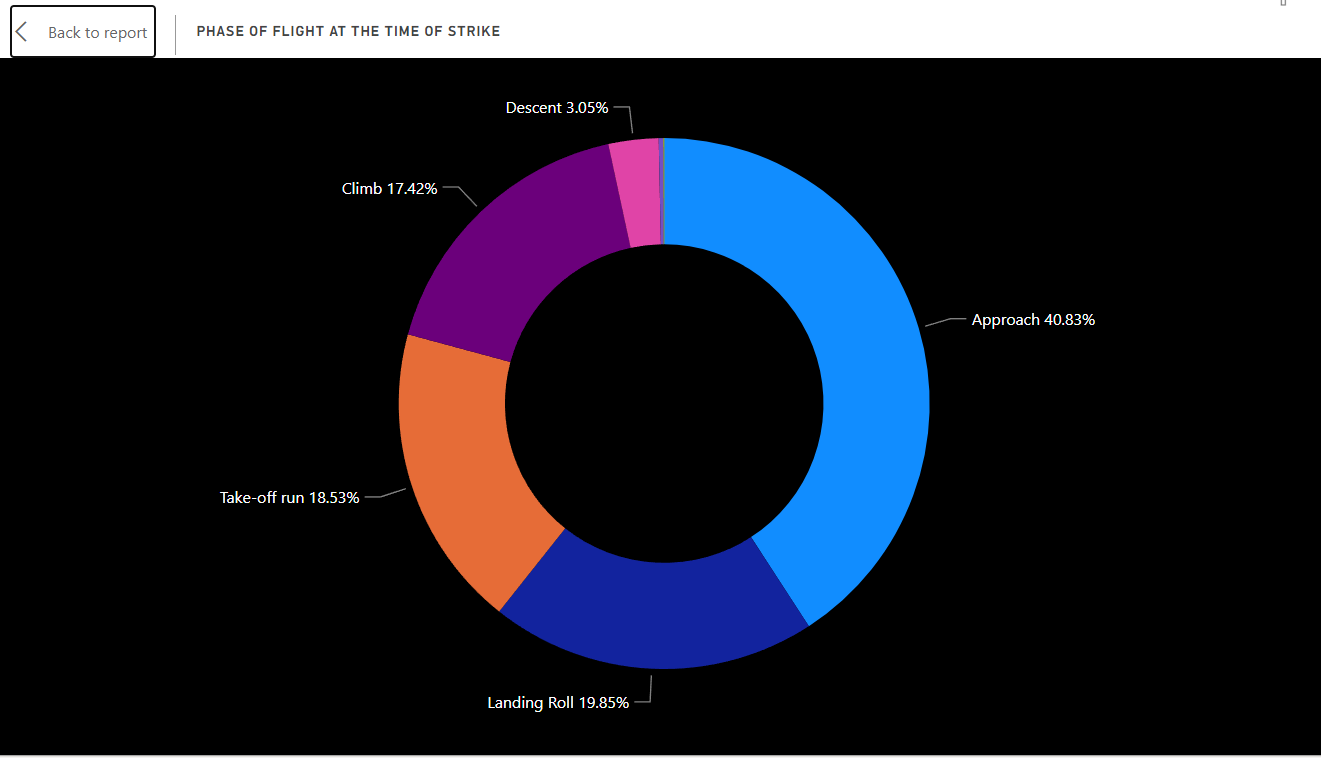 Back to report
PHASE OF FLIGHT AT THE TIME OF STRIKE
Descent 3.05%
Climb 17.42%
Approach 40.83%
Take-off run 18.53%
Landing Roll 19.85%